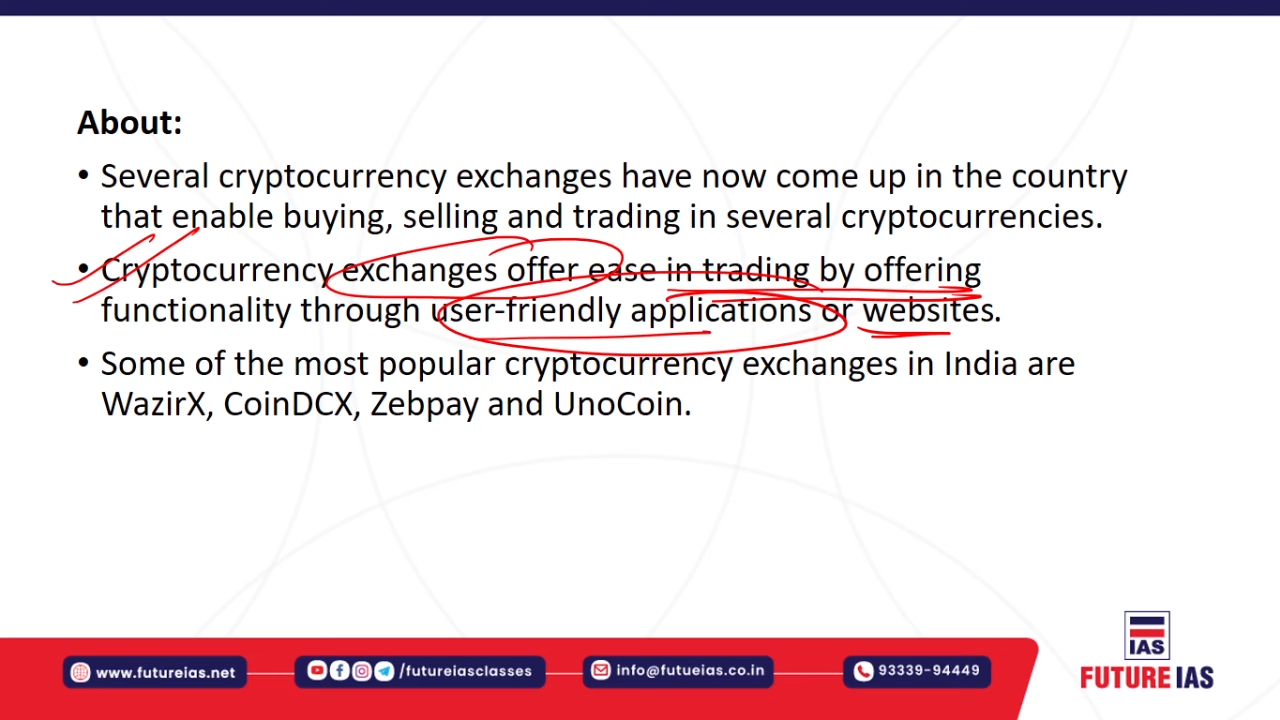 About:
• Several cryptocurrency exchanges have now come up in the country
that enable buying, selling and trading in several cryptocurrencies.
• Cryptocurrency exchanges offer ease in trading by offering
functionality through user-friendly applications or websites.
• Some of the most popular cryptocurrency exchanges in India are
WazirX, CoinDCX, Zebpay and UnoCoin.
IAS
www.futureias.net
/futureiasclasses
info@futueias.co.in
93339-94449
FUTURE IAS